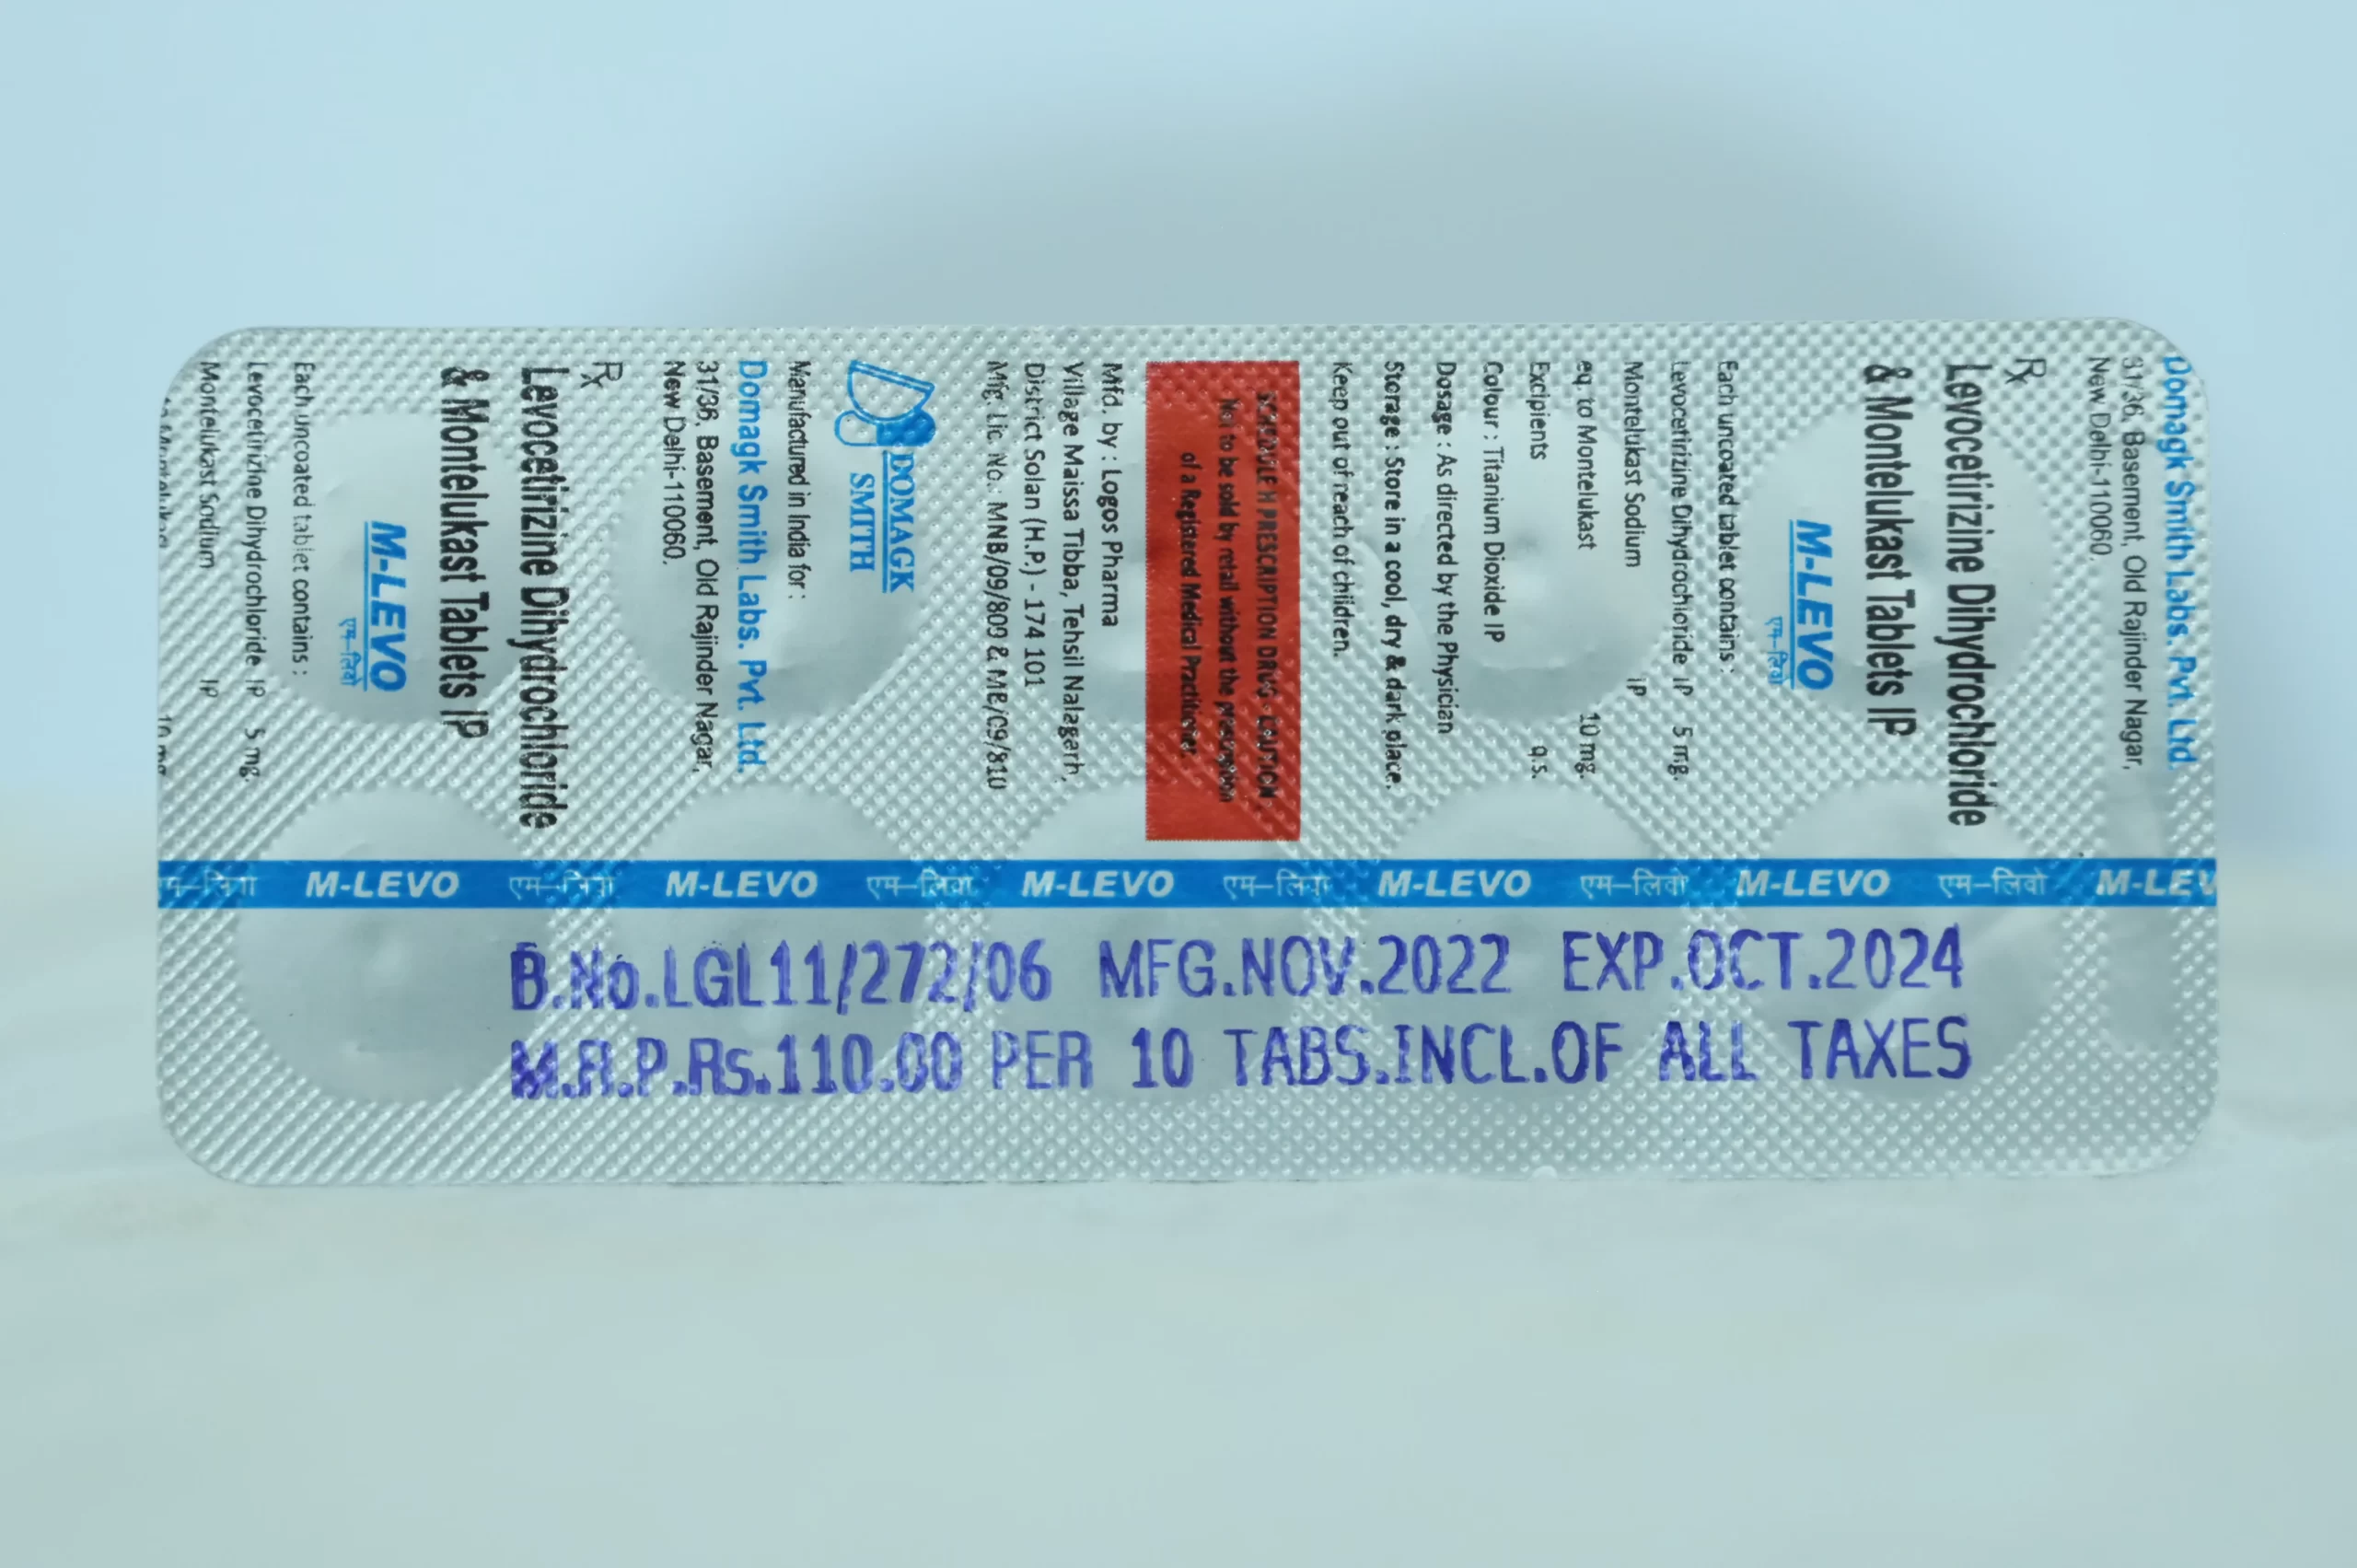 Domagk Smith Labs. Pvt. Ltd.
31/36, Basement, Old Rajinder Nagar,
New Delhi-110060.
Rx
Levocetirizine Dihydrochloride
& Montelukast Tablets IP
M-LEVO
एम-लिवो
Each uncoated tablet contains :
Levocetirizine Dihydrochloride IP 5 mg.
Montelukast Sodium IP
eq. to Montelukast 10 mg.
Excipients q.s.
Colour : Titanium Dioxide IP
Dosage : As directed by the Physician
Storage : Store in a cool, dry & dark place.
Keep out of reach of children.
SCHEDULE H PRESCRIPTION DRUG - CAUTION
Not to be sold by retail without the prescription
of a Registered Medical Practitioner.
Mfd. by : Logos Pharma
Village Maissa Tibba, Tehsil Nalagarh,
District Solan (H.P.) - 174 101
Mfg. Lic. No.: MNB/09/809 & MB/09/810
DOMAGK
SMITH
Manufactured in India for :
Domagk Smith Labs. Pvt. Ltd.
31/36, Basement, Old Rajinder Nagar,
New Delhi-110060.
Rx
Levocetirizine Dihydrochloride
& Montelukast Tablets IP
M-LEVO
एम-लिवो
Each uncoated tablet contains :
Levocetirizine Dihydrochloride IP 5 mg.
Montelukast Sodium IP
एम-लिवो M-LEVO एम-लिवो M-LEVO एम-लिवो M-LEVO एम-लिवो M-LEVO एम-लिवो M-LEVO एम-लिवो M-LEV
B.No.LGL11/272/06 MFG.NOV.2022 EXP.OCT.2024
M.R.P.Rs.110.00 PER 10 TABS.INCL.OF ALL TAXES